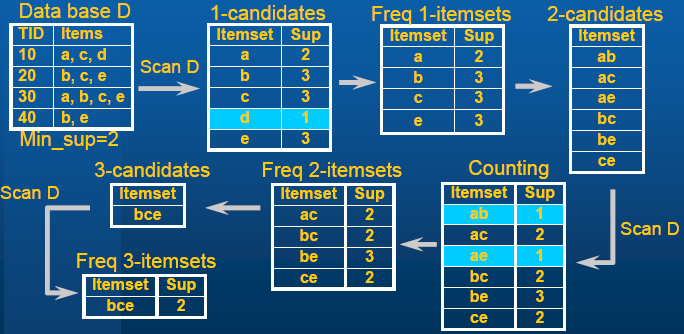 Data base D
TID Items
10 a, c, d
20 b, c, e
30 a, b, c, e
40 b, e
Min_sup=2
Scan D
1-candidates
Itemset Sup
a 2
b 3
c 3
d 1
e 3
Freq 1-itemsets
Itemset Sup
a 2
b 3
c 3
e 3
2-candidates
Itemset
ab
ac
ae
bc
be
ce
Scan D
Counting
Itemset Sup
ab 1
ac 2
ae 1
bc 2
be 3
ce 2
Freq 2-itemsets
Itemset Sup
ac 2
bc 2
be 3
ce 2
3-candidates
Itemset
bce
Scan D
Freq 3-itemsets
Itemset Sup
bce 2